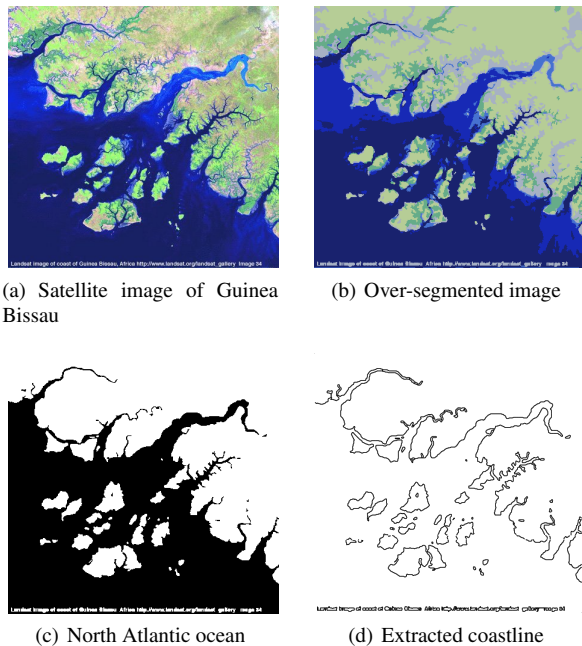 Landsat Image of coast of Guinea Bissau, Africa http://www.landsat.org/landsat_gallery Image 34
Landsat Image of coast of Guinea Bissau Africa http://www.landsat.org/landsat_gallery mage 34
(a) Satellite image of Guinea
Bissau
(b) Over-segmented image
Landsat Image of coast of Guinea Bissau Africa http://www.landsat.org/landsat_gallery mage 34
(c) North Atlantic ocean
(d) Extracted coastline